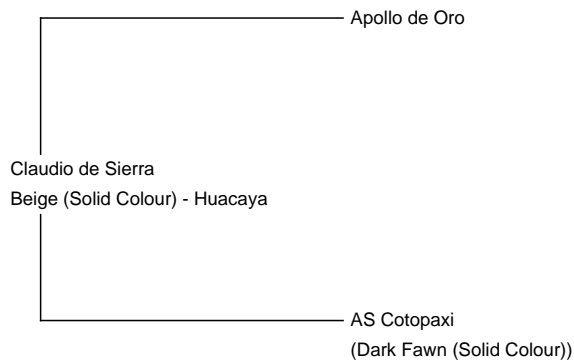 Apollo de Oro
Claudio de Sierra
Beige (Solid Colour) - Huacaya
AS Cotopaxi
(Dark Fawn (Solid Colour))